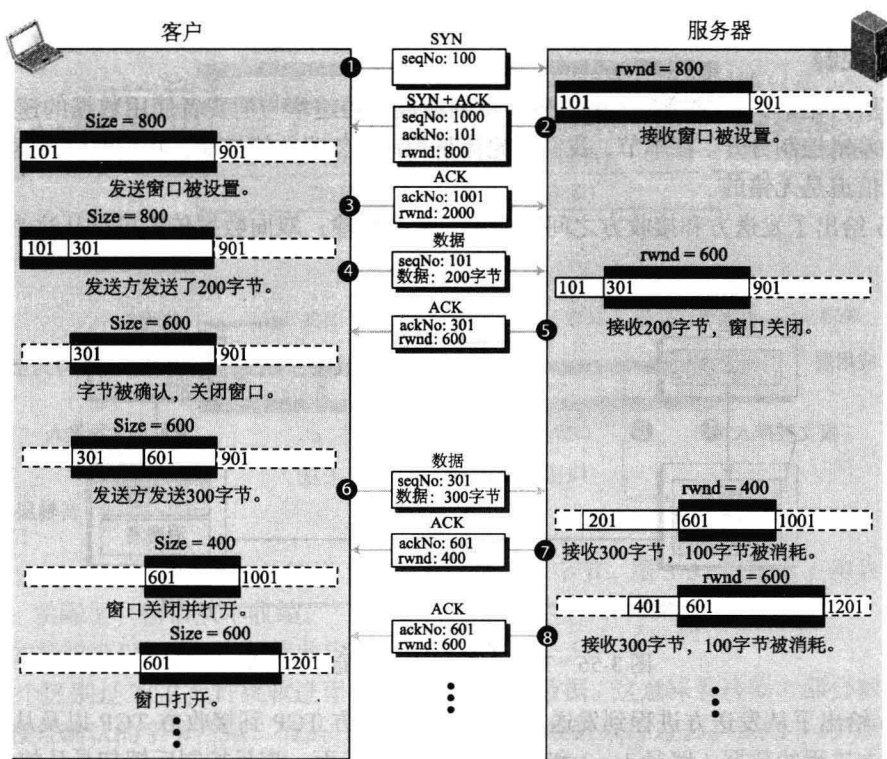 客户
服务器
SYN
seqNo: 100
1
rwnd = 800
101
901
接收窗口被设置。
SYN + ACK
seqNo: 1000
ackNo: 101
rwnd: 800
2
Size = 800
101
901
发送窗口被设置。
ACK
ackNo: 1001
rwnd: 2000
3
Size = 800
101
301
901
发送方发送了200字节。
数据
seqNo: 101
数据：200字节
4
rwnd = 600
101
301
901
接收200字节，窗口关闭。
ACK
ackNo: 301
rwnd: 600
5
Size = 600
301
901
字节被确认，关闭窗口。
Size = 600
301
601
901
发送方发送300字节。
数据
seqNo: 301
数据：300字节
6
rwnd = 400
201
601
1001
接收300字节，100字节被消耗。
ACK
ackNo: 601
rwnd: 400
7
Size = 400
601
1001
窗口关闭并打开。
rwnd = 600
401
601
1201
接收300字节，100字节被消耗。
ACK
ackNo: 601
rwnd: 600
8
Size = 600
601
1201
窗口打开。